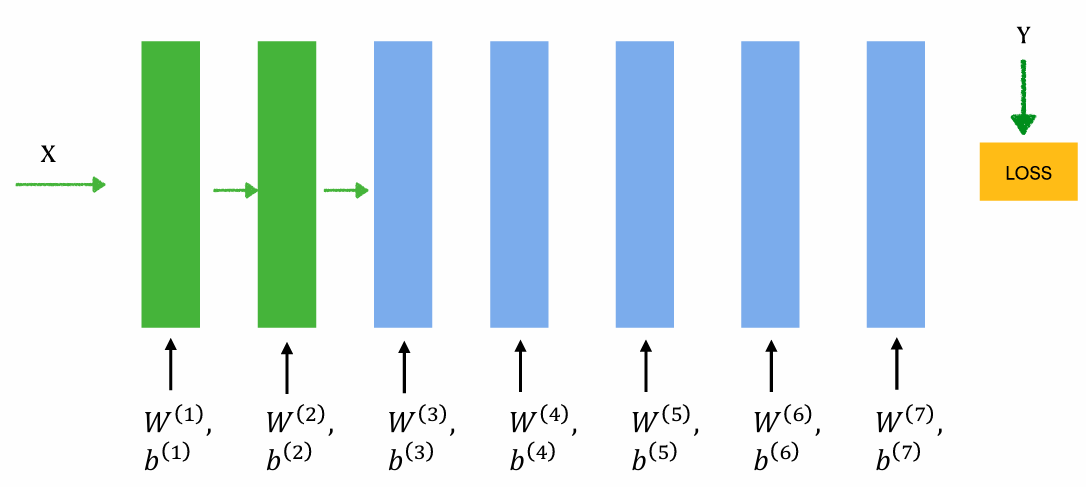 X
Y
LOSS
W^(1), W^(2), W^(3), W^(4), W^(5), W^(6), W^(7),
b^(1) b^(2) b^(3) b^(4) b^(5) b^(6) b^(7)